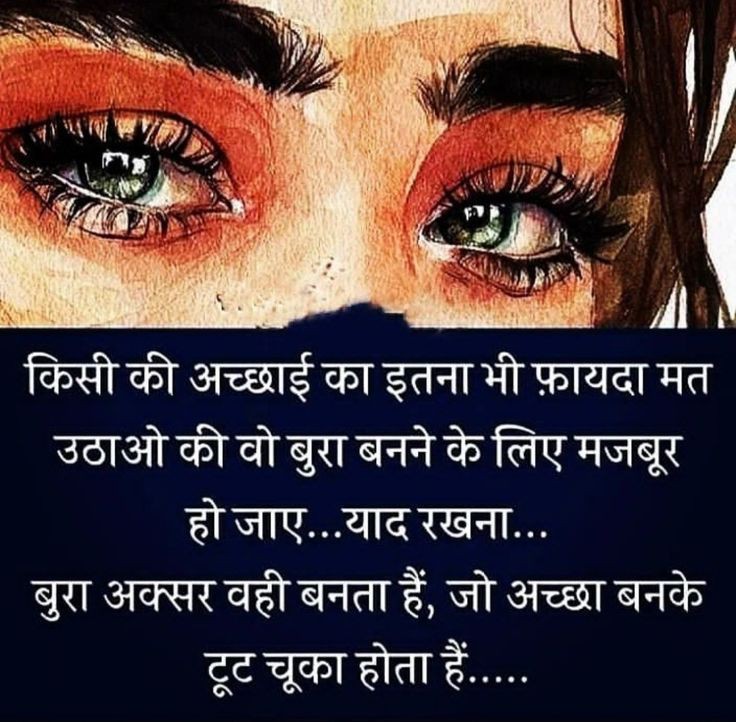 किसी की अच्छाई का इतना भी फ़ायदा मत
उठाओ की वो बुरा बनने के लिए मजबूर
हो जाए...याद रखना...
बुरा अक्सर वही बनता हैं, जो अच्छा बनके
टूट चूका होता हैं.....